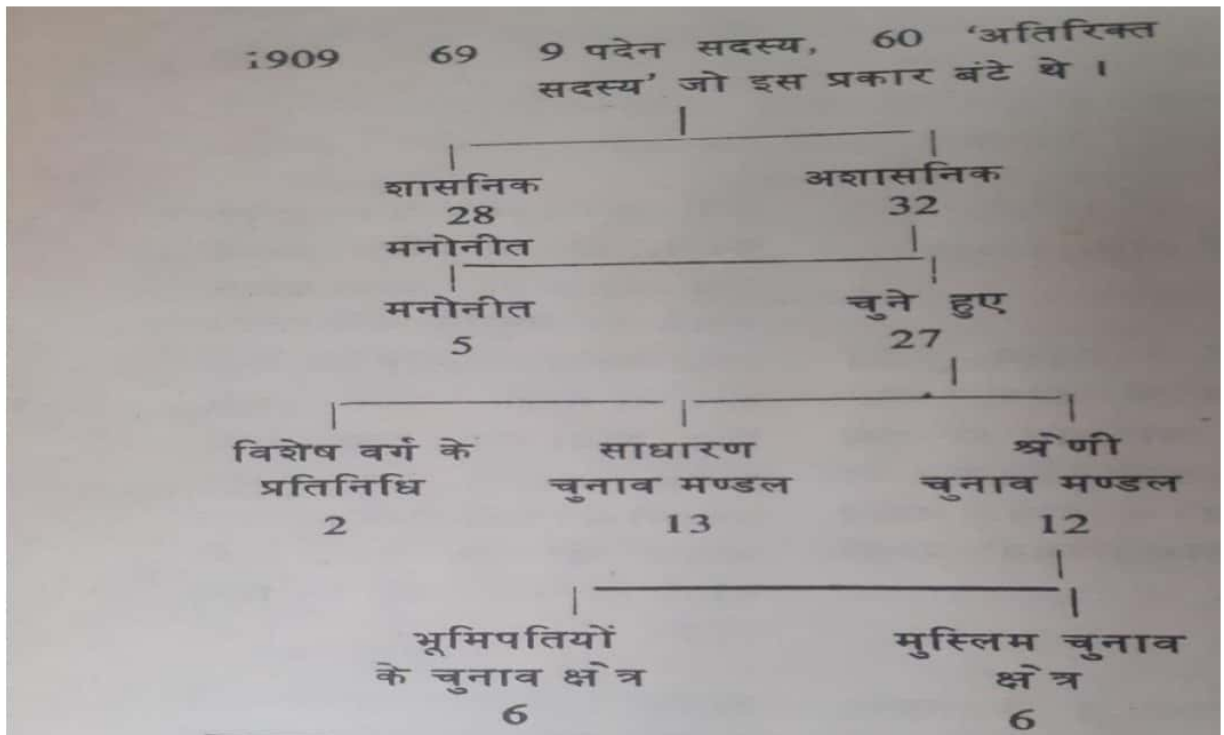 i909 69 9 पदेन सदस्य, 60 'अतिरिक्त
सदस्य' जो इस प्रकार बंटे थे ।
शासनिक अशासनिक
28 32
मनोनीत
मनोनीत चुने हुए
5 27
विशेष वर्ग के साधारण श्रेणी
प्रतिनिधि चुनाव मण्डल चुनाव मण्डल
2 13 12
भूमिपतियों मुस्लिम चुनाव
के चुनाव क्षेत्र क्षेत्र
6 6